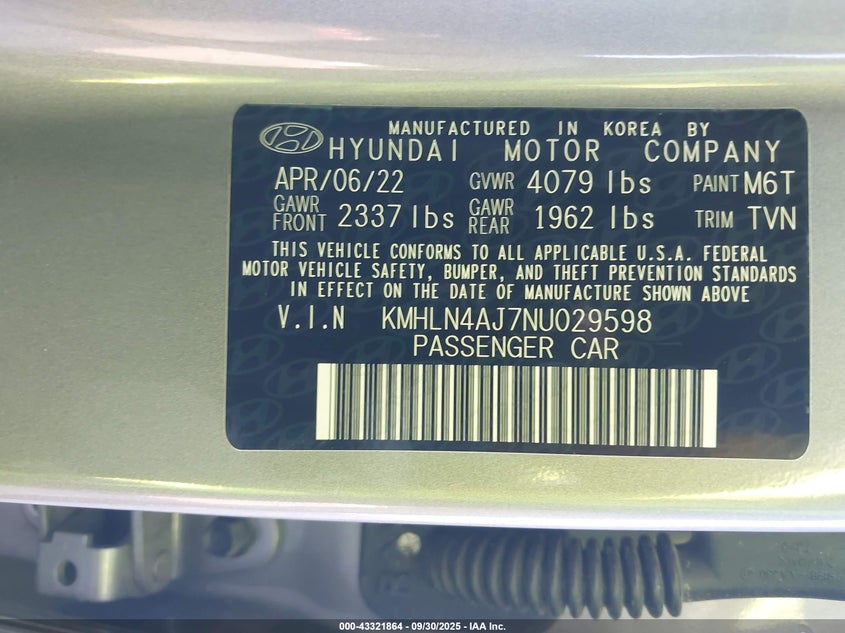 MANUFACTURED IN KOREA BY
HYUNDAI MOTOR COMPANY
APR/06/22 GVWR 4079 lbs PAINT M6T
GAWR FRONT 2337 lbs GAWR REAR 1962 lbs TRIM TVN
THIS VEHICLE CONFORMS TO ALL APPLICABLE U.S.A. FEDERAL
MOTOR VEHICLE SAFETY, BUMPER, AND THEFT PREVENTION STANDARDS
IN EFFECT ON THE DATE OF MANUFACTURE SHOWN ABOVE
V.I.N KMHLN4AJ7NU029598
PASSENGER CAR
000-43321864 - 09/30/2025 - IAA Inc.